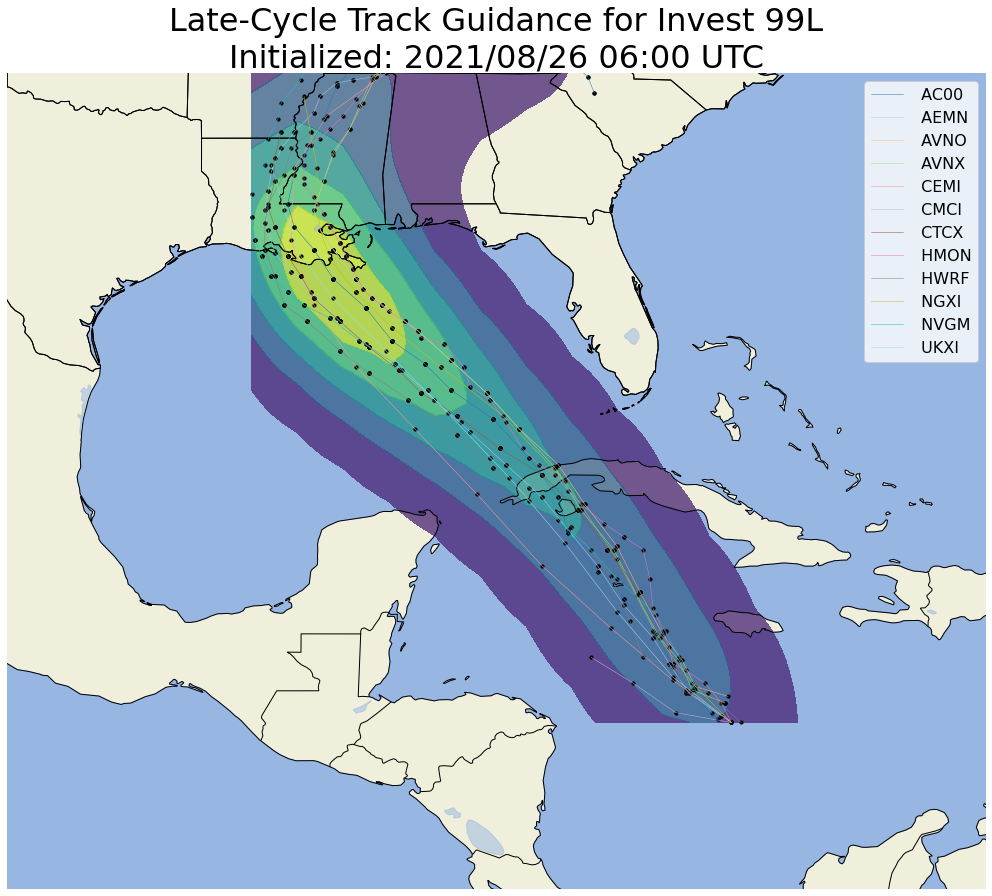 Late-Cycle Track Guidance for Invest 99L
Initialized: 2021/08/26 06:00 UTC
AC00
AEMN
AVNO
AVNX
CEMI
CMCI
CTCX
HMON
HWRF
NGXI
NVGM
UKXI